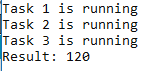 Task 1 is running
Task 2 is running
Task 3 is running
Result: 120